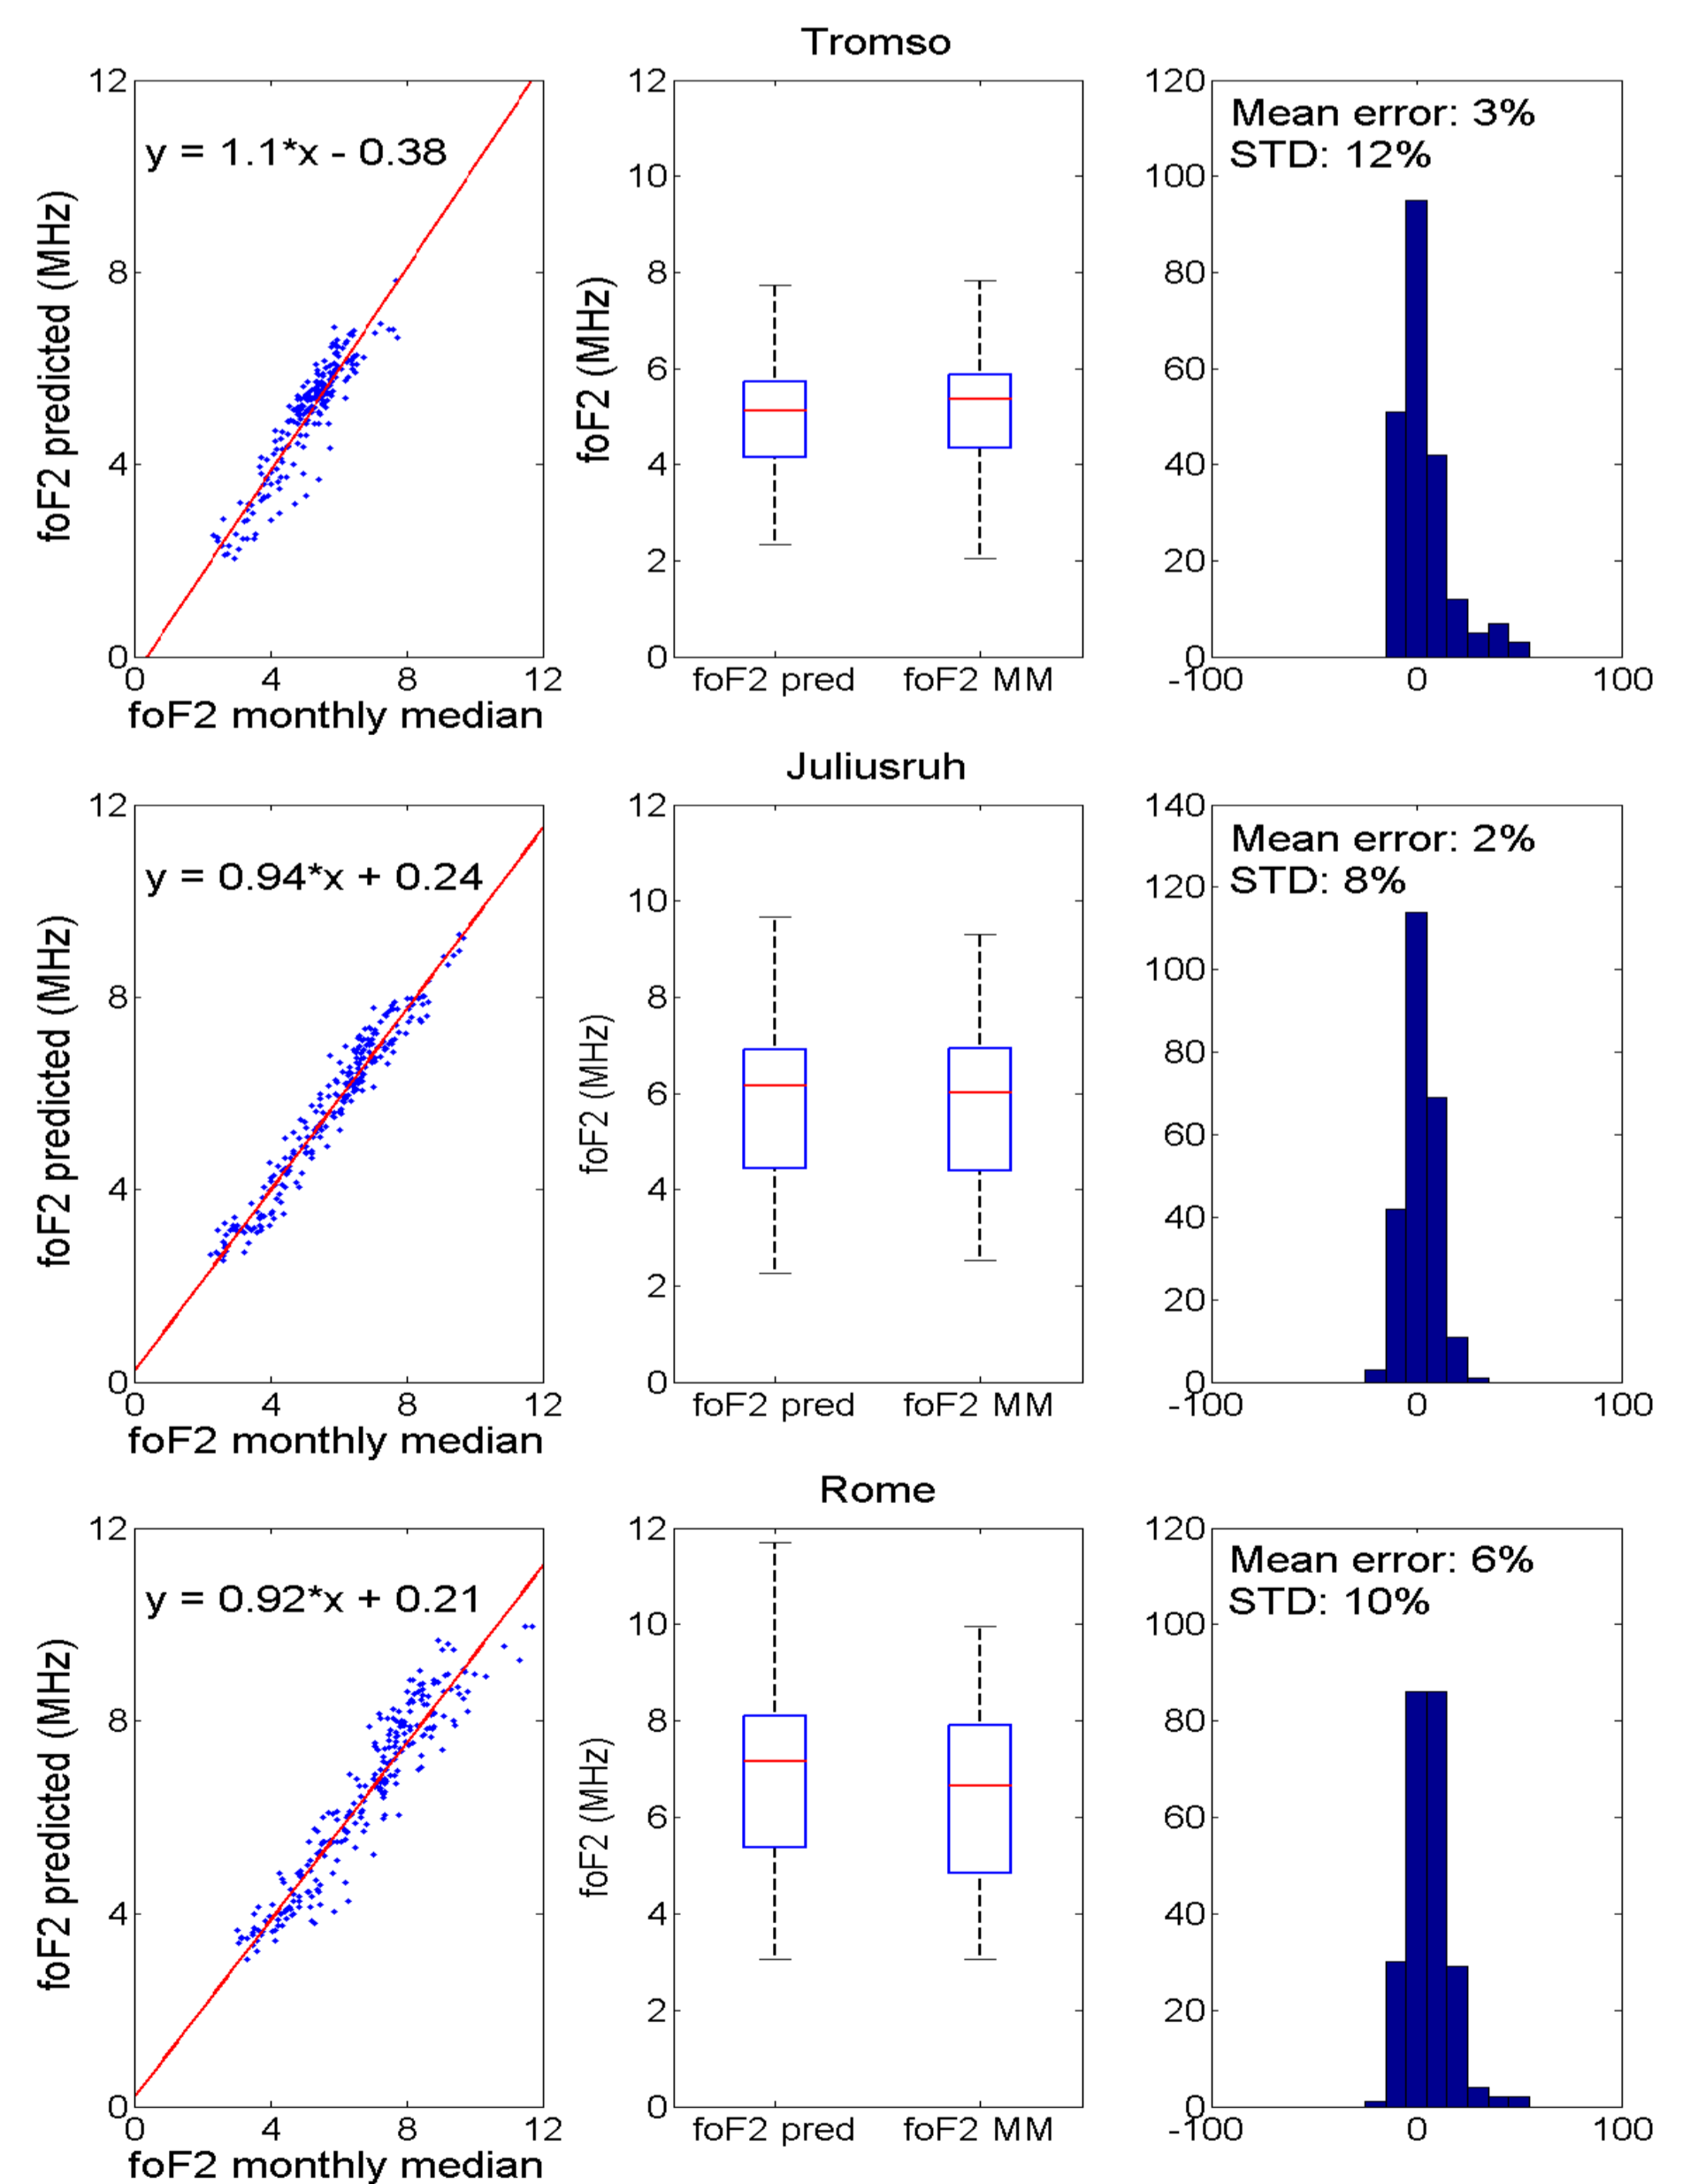 Tromso
12
8
4
0
0 4 8 12
y = 1.1*x - 0.38
foF2 predicted (MHz)
foF2 monthly median
12
10
8
6
4
2
0
foF2 (MHz)
foF2 pred foF2 MM
120
100
80
60
40
20
0
-100 0 100
Mean error: 3%
STD: 12%
Juliusruh
12
8
4
0
0 4 8 12
y = 0.94*x + 0.24
foF2 predicted (MHz)
foF2 monthly median
12
10
8
6
4
2
0
foF2 (MHz)
foF2 pred foF2 MM
140
120
100
80
60
40
20
0
-100 0 100
Mean error: 2%
STD: 8%
Rome
12
8
4
0
0 4 8 12
y = 0.92*x + 0.21
foF2 predicted (MHz)
foF2 monthly median
12
10
8
6
4
2
0
foF2 (MHz)
foF2 pred foF2 MM
120
100
80
60
40
20
0
-100 0 100
Mean error: 6%
STD: 10%